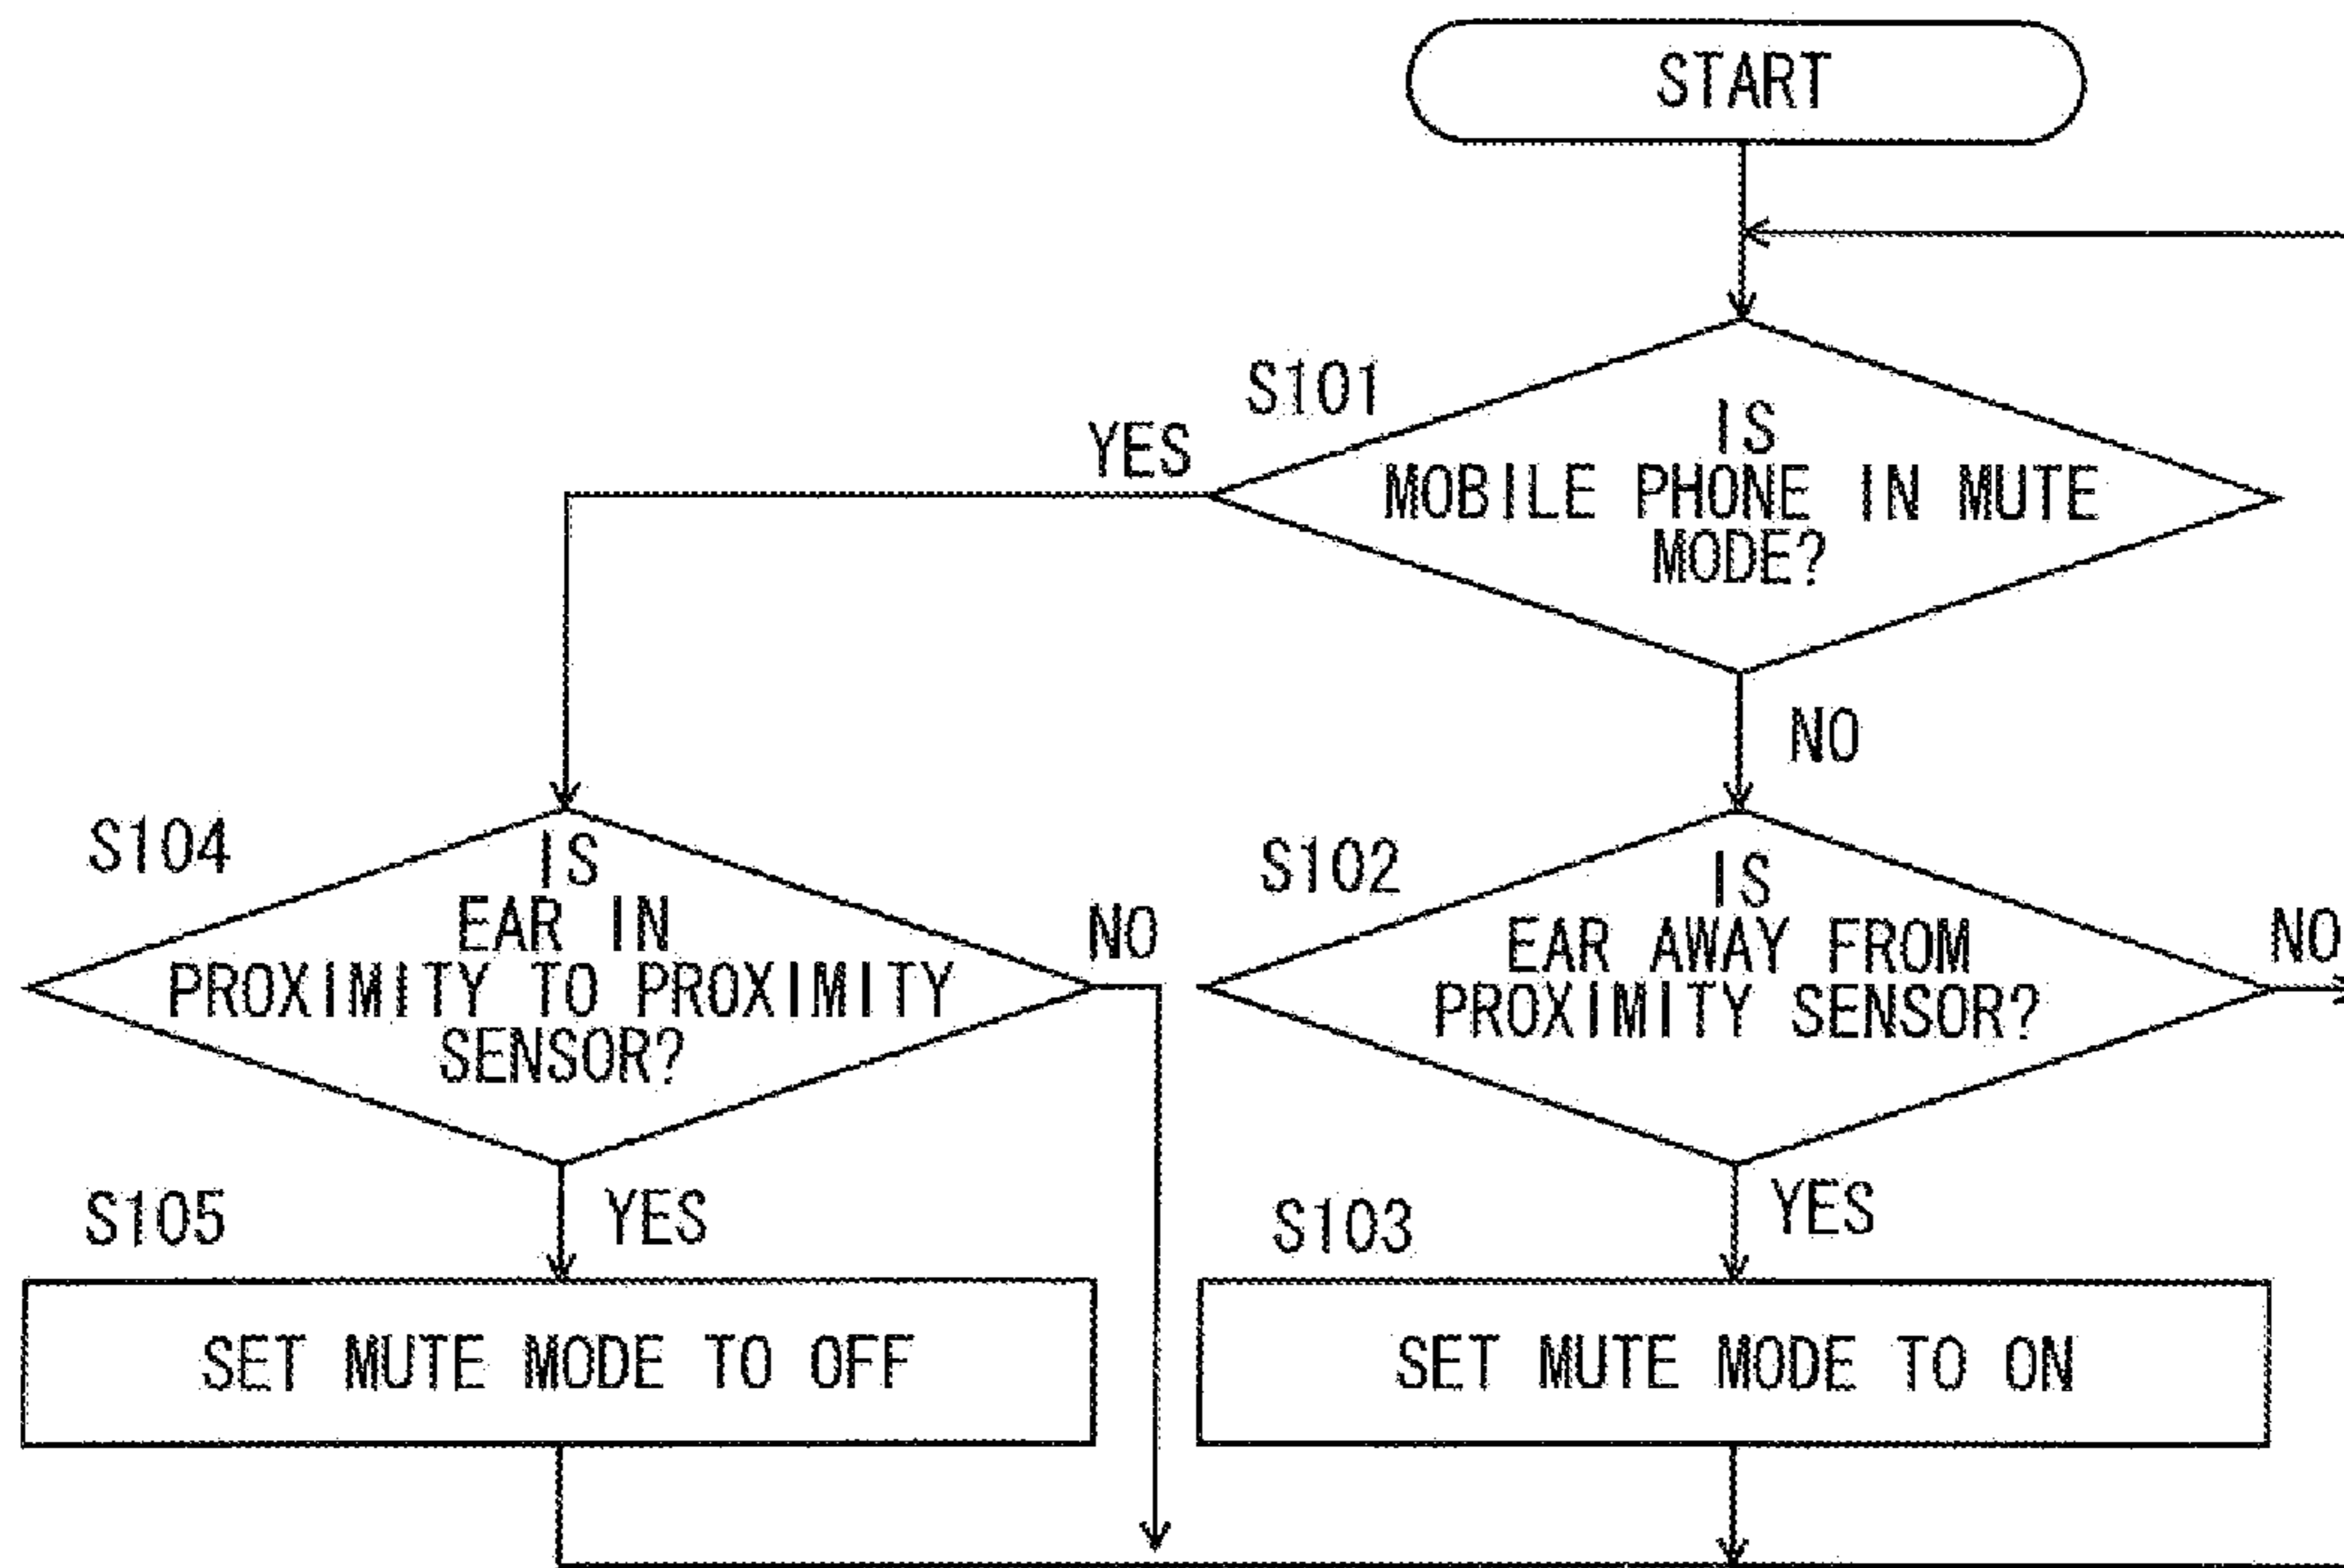 START
S101
IS
MOBILE PHONE IN MUTE
MODE?
YES
NO
S104
IS
EAR IN
PROXIMITY TO PROXIMITY
SENSOR?
NO
S102
IS
EAR AWAY FROM
PROXIMITY SENSOR?
NO
S105
YES
S103
YES
SET MUTE MODE TO OFF
SET MUTE MODE TO ON